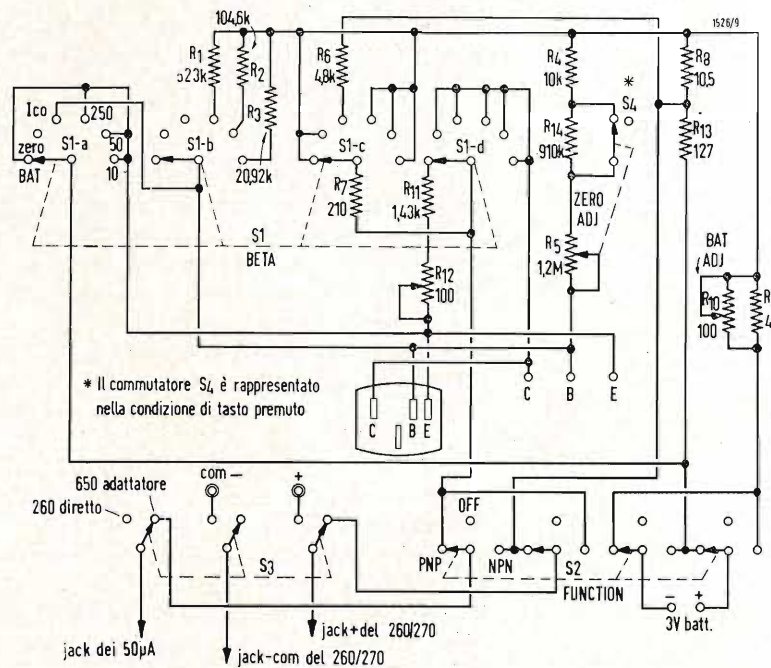 104,6k
1526/9
R1
523k
R2
R3
R6
4,8k
R4
10k
*
S4
R8
10,5
Ico
250
zero
S1-a
50
BAT
10
S1-b
20,92k
S1-c
S1-d
R14
910k
R13
127
R7
210
R11
1,43k
ZERO
ADJ
S1
BETA
R5
1,2M
BAT
ADJ
R12
100
R10
100
R
4
* Il commutatore S4 è rappresentato
nella condizione di tasto premuto
C B E
C B E
650 adattatore
260 diretto
com −
+
OFF
S3
PNP
NPN
S2
FUNCTION
− +
3V batt.
jack dei 50µA
jack+del 260/270
jack-com del 260/270